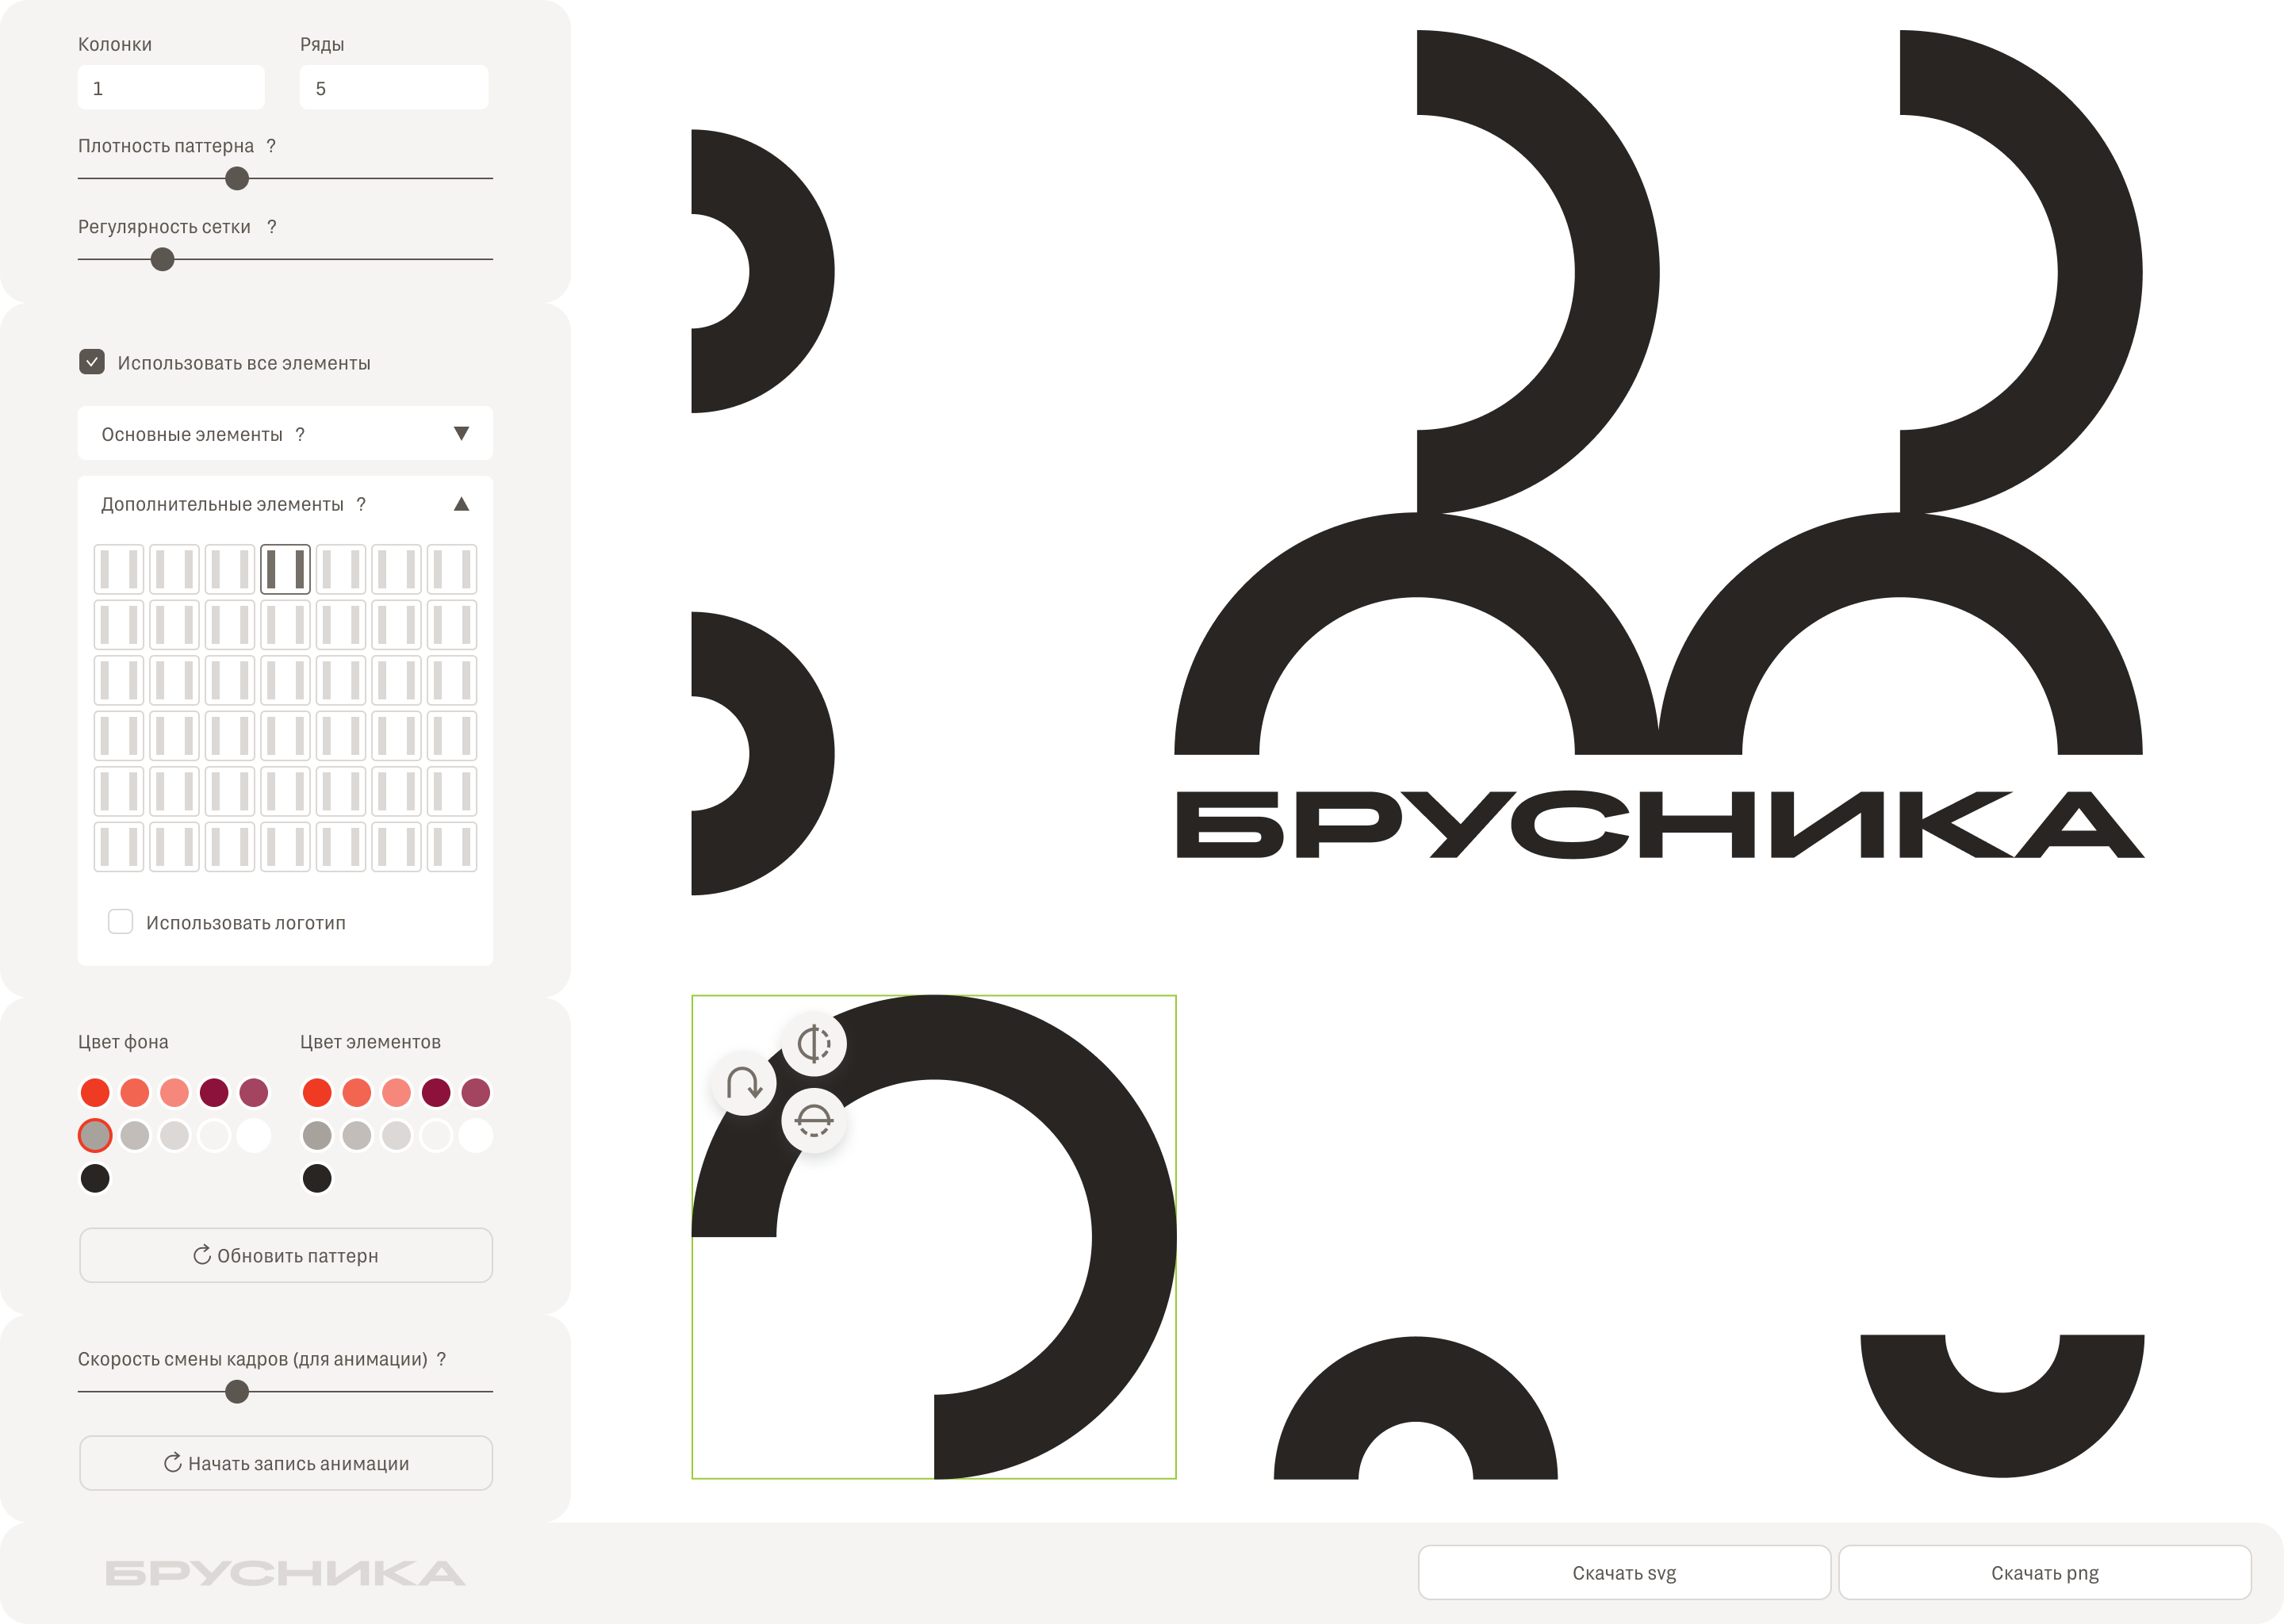 Колонки
Ряды
1
5
Плотность паттерна ?
Регулярность сетки ?
Использовать все элементы
Основные элементы ?
Дополнительные элементы ?
Использовать логотип
Цвет фона
Цвет элементов
Обновить паттерн
Скорость смены кадров (для анимации) ?
Начать запись анимации
БРУСНИКА
БРУСНИКА
Скачать svg
Скачать png